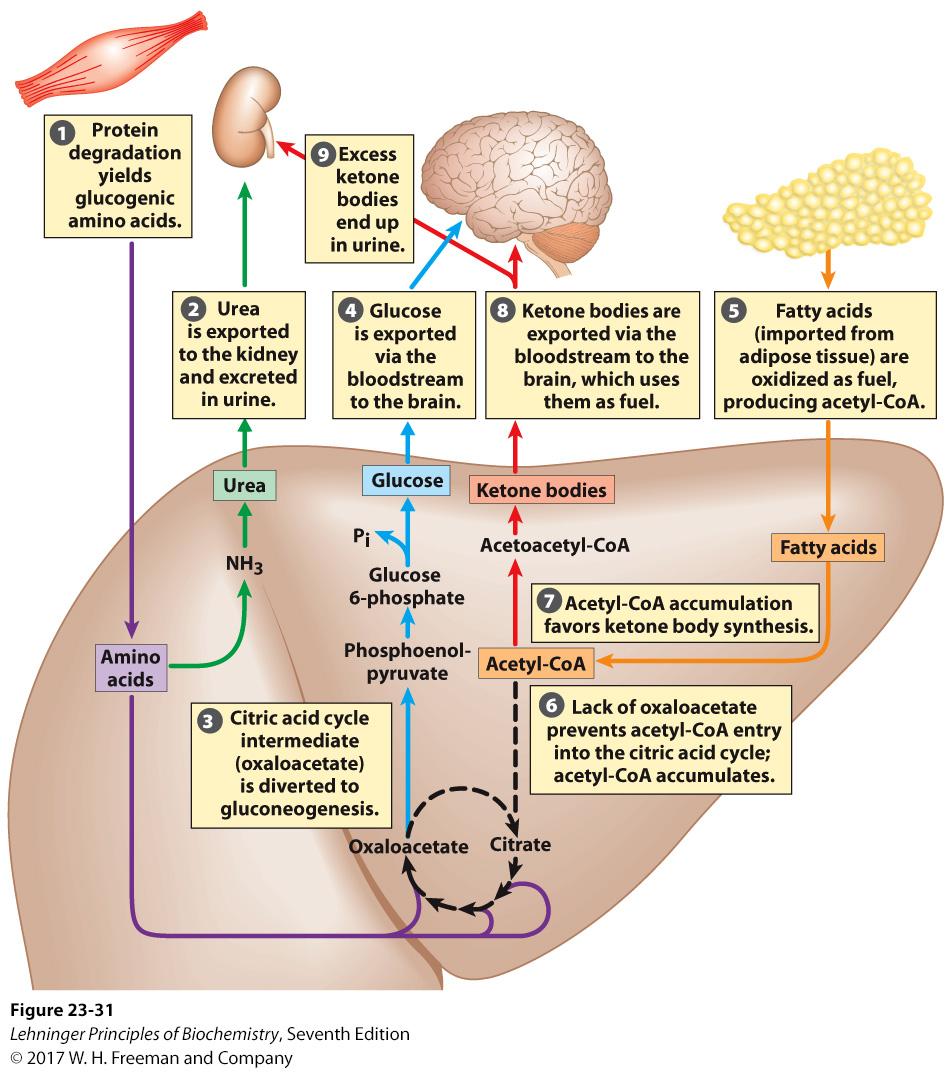 1 Protein
degradation
yields
glucogenic
amino acids.
9 Excess
ketone
bodies
end up
in urine.
2 Urea
is exported
to the kidney
and excreted
in urine.
4 Glucose
is exported
via the
bloodstream
to the brain.
8 Ketone bodies are
exported via the
bloodstream to the
brain, which uses
them as fuel.
5 Fatty acids
(imported from
adipose tissue) are
oxidized as fuel,
producing acetyl-CoA.
Urea
Glucose
Ketone bodies
Pi
Acetoacetyl-CoA
Fatty acids
NH3
Glucose
6-phosphate
7 Acetyl-CoA accumulation
favors ketone body synthesis.
Amino
acids
Phosphoenol-
pyruvate
Acetyl-CoA
3 Citric acid cycle
intermediate
(oxaloacetate)
is diverted to
gluconeogenesis.
6 Lack of oxaloacetate
prevents acetyl-CoA entry
into the citric acid cycle;
acetyl-CoA accumulates.
Oxaloacetate
Citrate
Figure 23-31
Lehninger Principles of Biochemistry, Seventh Edition
© 2017 W. H. Freeman and Company